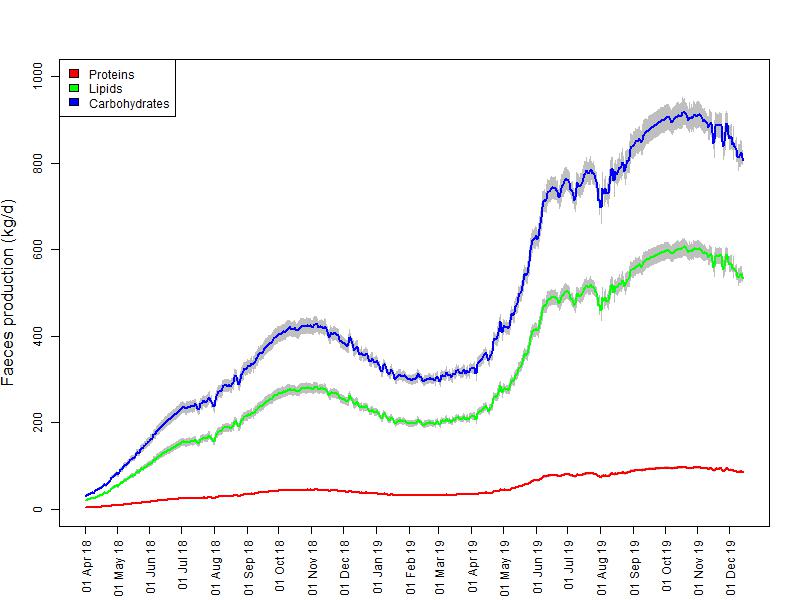 Proteins
Lipids
Carbohydrates
Faeces production (kg/d)
1000
800
600
400
200
0
01 Apr 18
01 May 18
01 Jun 18
01 Jul 18
01 Aug 18
01 Sep 18
01 Oct 18
01 Nov 18
01 Dec 18
01 Jan 19
01 Feb 19
01 Mar 19
01 Apr 19
01 May 19
01 Jun 19
01 Jul 19
01 Aug 19
01 Sep 19
01 Oct 19
01 Nov 19
01 Dec 19